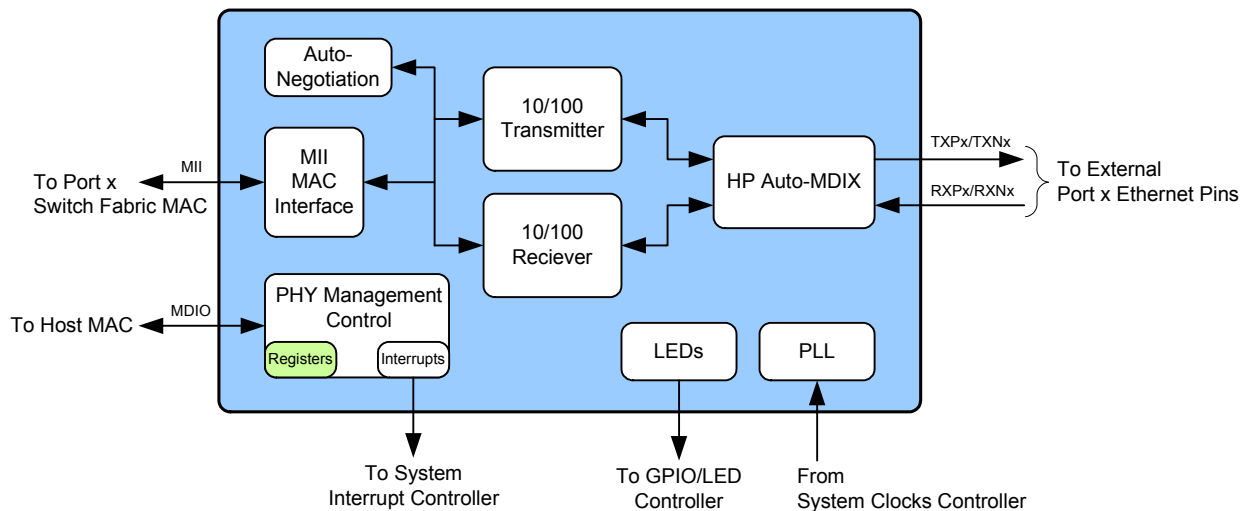 Auto-
Negotiation
10/100
Transmitter
MII
MII
MAC
Interface
To Port x
Switch Fabric MAC
HP Auto-MDIX
TXPx/TXNx
RXPx/RXNx
To External
Port x Ethernet Pins
10/100
Reciever
PHY Management
Control
Registers
Interrupts
MDIO
To Host MAC
LEDs
PLL
To System
Interrupt Controller
To GPIO/LED
Controller
From
System Clocks Controller